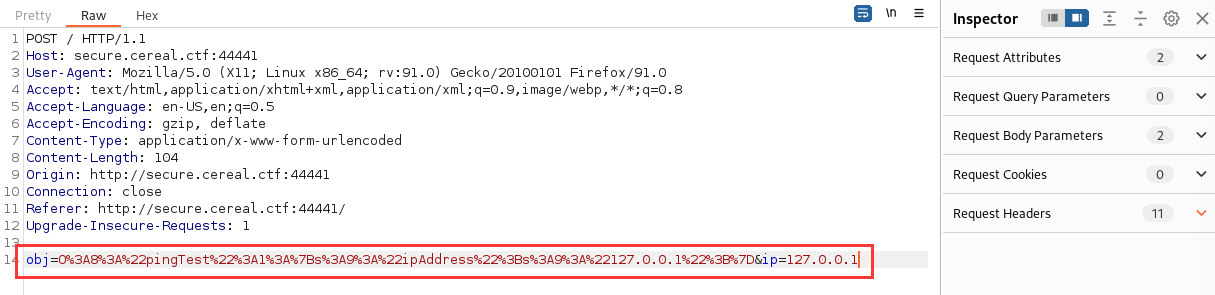 Pretty Raw Hex \n
1 POST / HTTP/1.1
2 Host: secure.cereal.ctf:44441
3 User-Agent: Mozilla/5.0 (X11; Linux x86_64; rv:91.0) Gecko/20100101 Firefox/91.0
4 Accept: text/html,application/xhtml+xml,application/xml;q=0.9,image/webp,*/*;q=0.8
5 Accept-Language: en-US,en;q=0.5
6 Accept-Encoding: gzip, deflate
7 Content-Type: application/x-www-form-urlencoded
8 Content-Length: 104
9 Origin: http://secure.cereal.ctf:44441
10 Connection: close
11 Referer: http://secure.cereal.ctf:44441/
12 Upgrade-Insecure-Requests: 1
13
14 obj=O%3A8%3A%22pingTest%22%3A1%3A%7Bs%3A9%3A%22ipAddress%22%3Bs%3A9%3A%22127.0.0.1%22%3B%7D&ip=127.0.0.1
Inspector
Request Attributes 2
Request Query Parameters 0
Request Body Parameters 2
Request Cookies 0
Request Headers 11